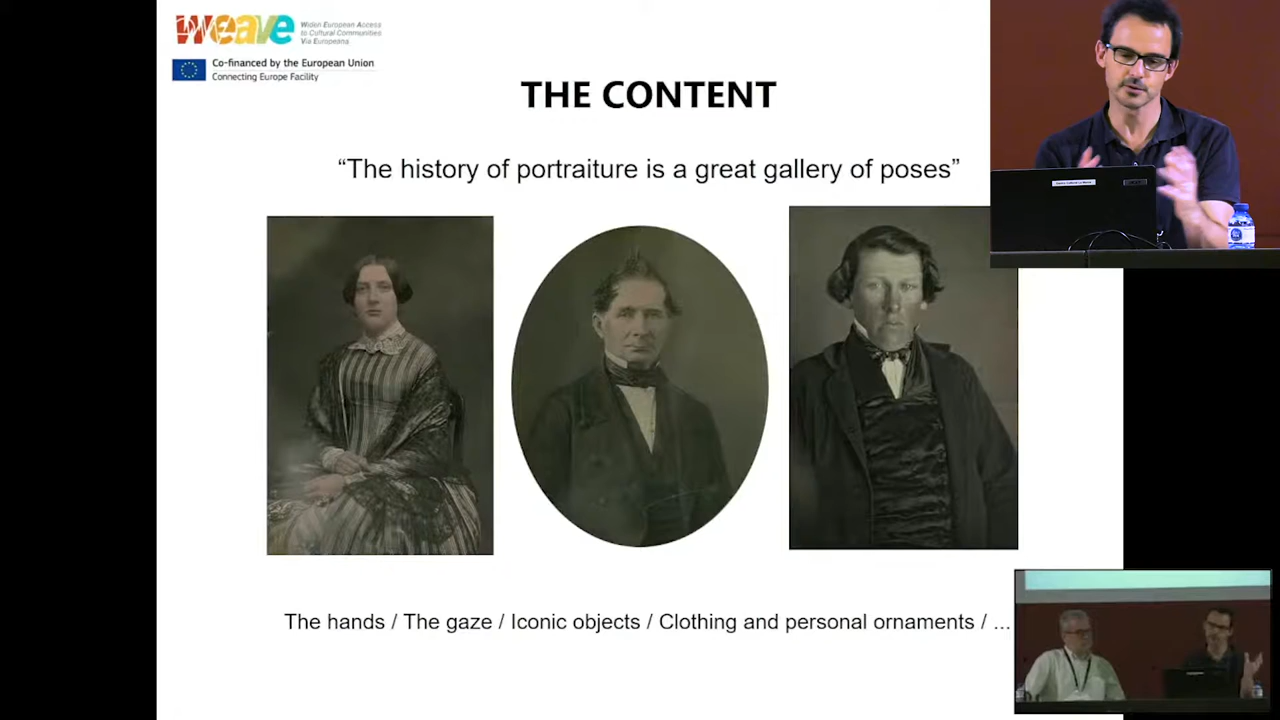 weave
Widen European Access
to Cultural Communities
Via Europeana
Co-financed by the European Union
Connecting Europe Facility
THE CONTENT
“The history of portraiture is a great gallery of poses”
The hands / The gaze / Iconic objects / Clothing and personal ornaments / ...